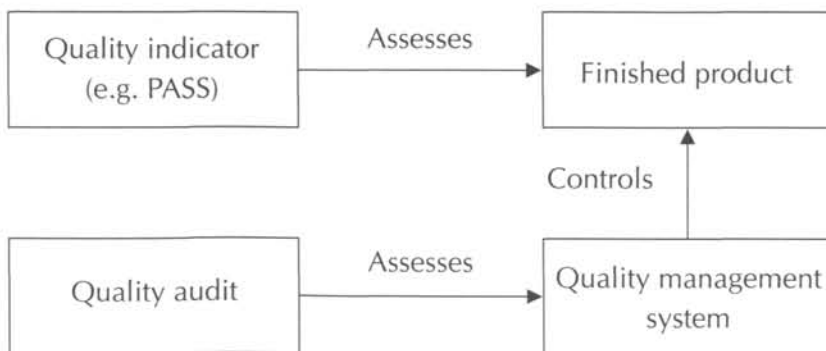 Quality indicator
(e.g. PASS)
Assesses
Finished product
Controls
Quality audit
Assesses
Quality management
system